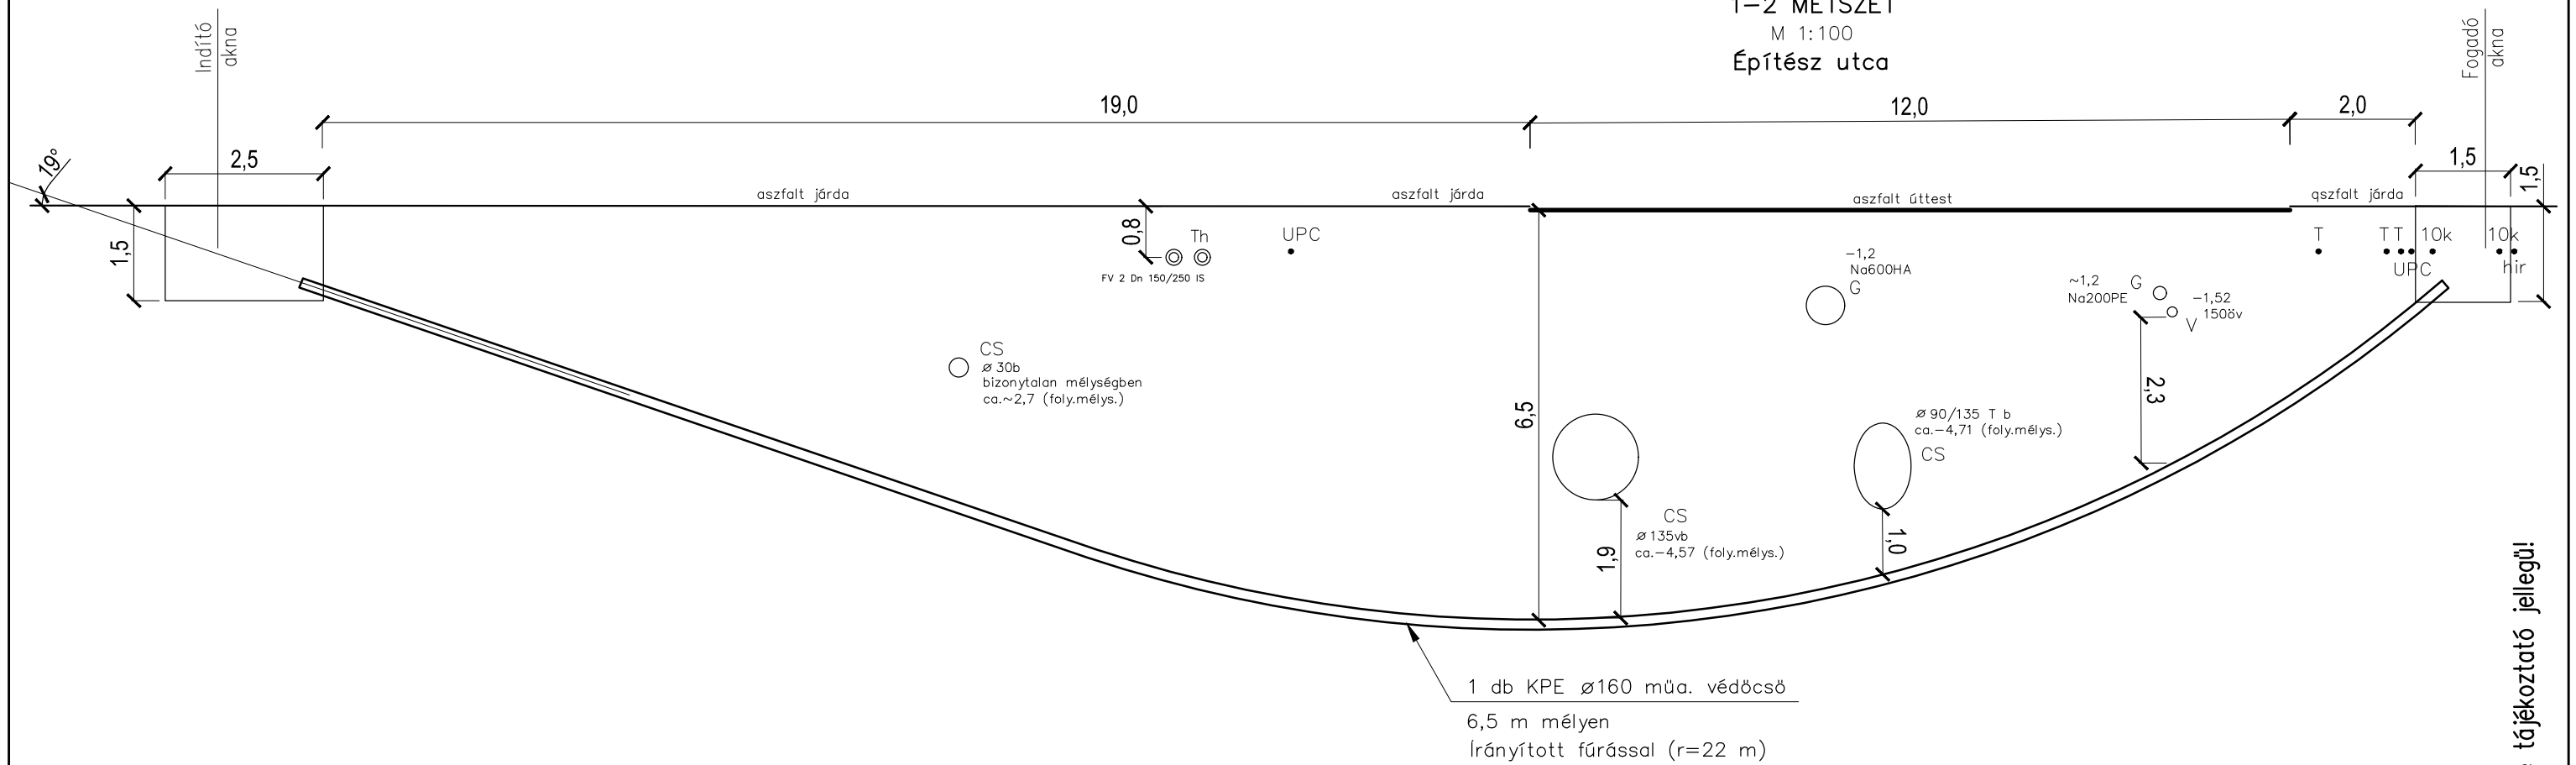 1-2 METSZET
M 1:100
Építész utca
Indító
akna
Fogadó
akna
19,0
12,0
2,0
19°
2,5
1,5
1,5
aszfalt járda
aszfalt járda
aszfalt úttest
qszfalt járda
1,5
0,8
Th
UPC
FV 2 Dn 150/250 IS
-1,2
Na600HA
G
T
T T
10k
10k
UPC
hir
~1,2
Na200PE
G
-1,52
150öv
V
CS
ø 30b
bizonytalan mélységben
ca.~2,7 (foly.mélys.)
6,5
2,3
ø 90/135 T b
ca.-4,71 (foly.mélys.)
CS
CS
ø 135vb
ca.-4,57 (foly.mélys.)
1,9
1,0
1 db KPE ø160 müa. védöcsö
6,5 m mélyen
Írányított fúrással (r=22 m)
tájékoztató jellegü!